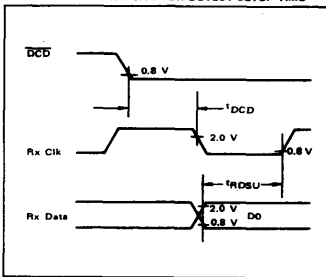 DCD
0.8 V
tDCD
2.0 V
Rx Clk
0.8 V
tRDSU
Rx Data
2.0 V
D0
0.8 V